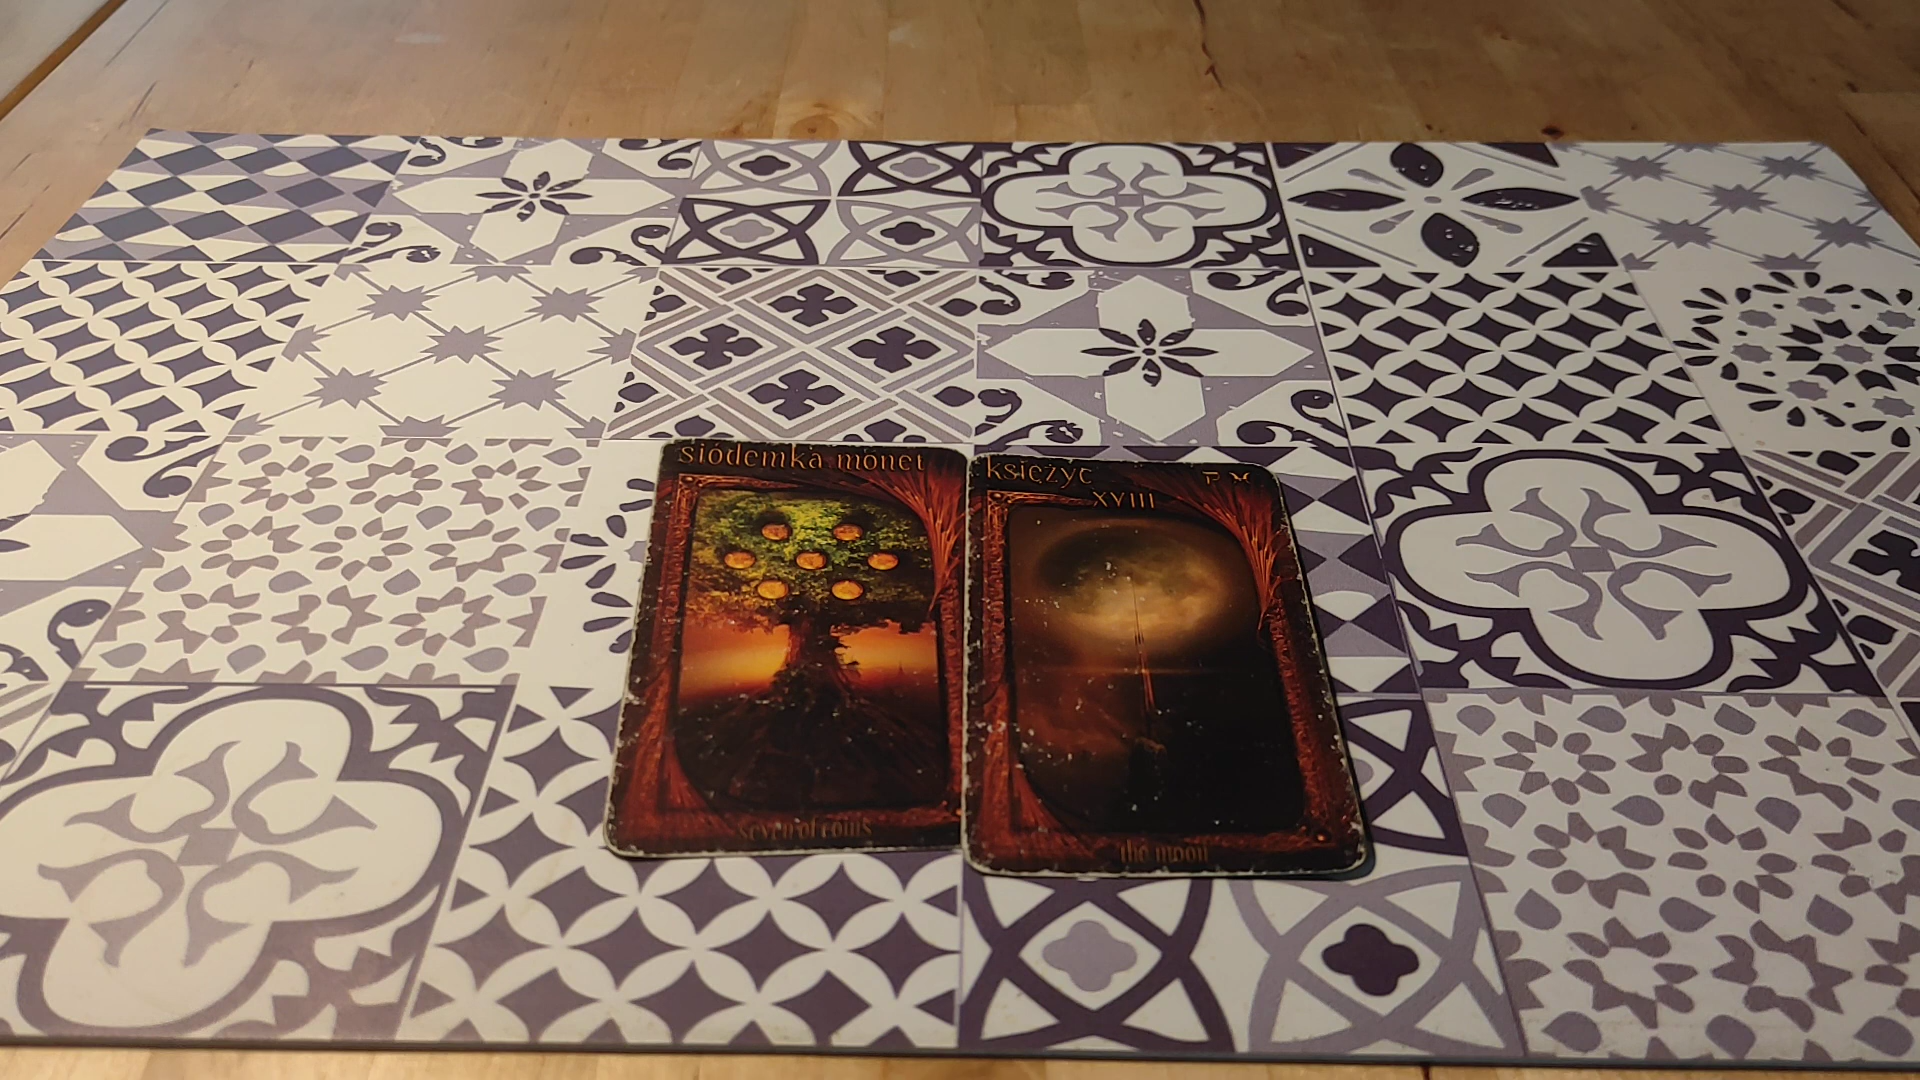 siódemka monet
seven of coins
księżyc
XVIII
the moon